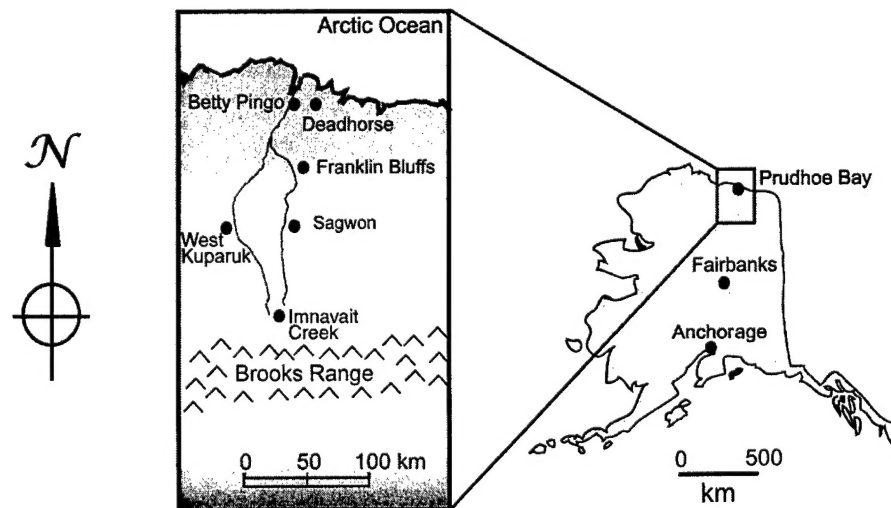 Arctic Ocean
Betty Pingo
Deadhorse
Franklin Bluffs
Sagwon
West
Kuparuk
Imnavait
Creek
Brooks Range
0 50 100 km
N
Prudhoe Bay
Fairbanks
Anchorage
0 500
km